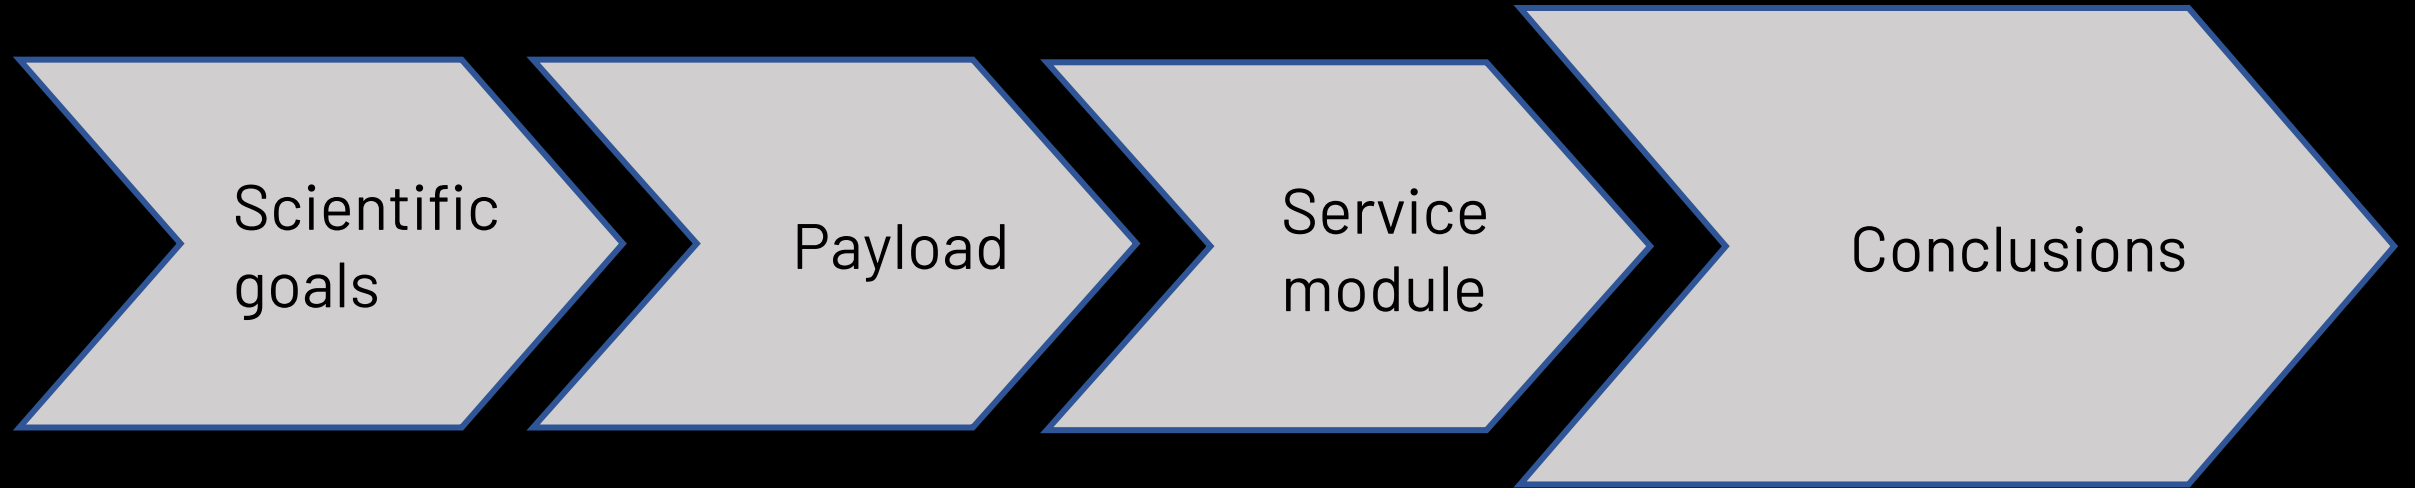 Scientific
goals
Payload
Service
module
Conclusions